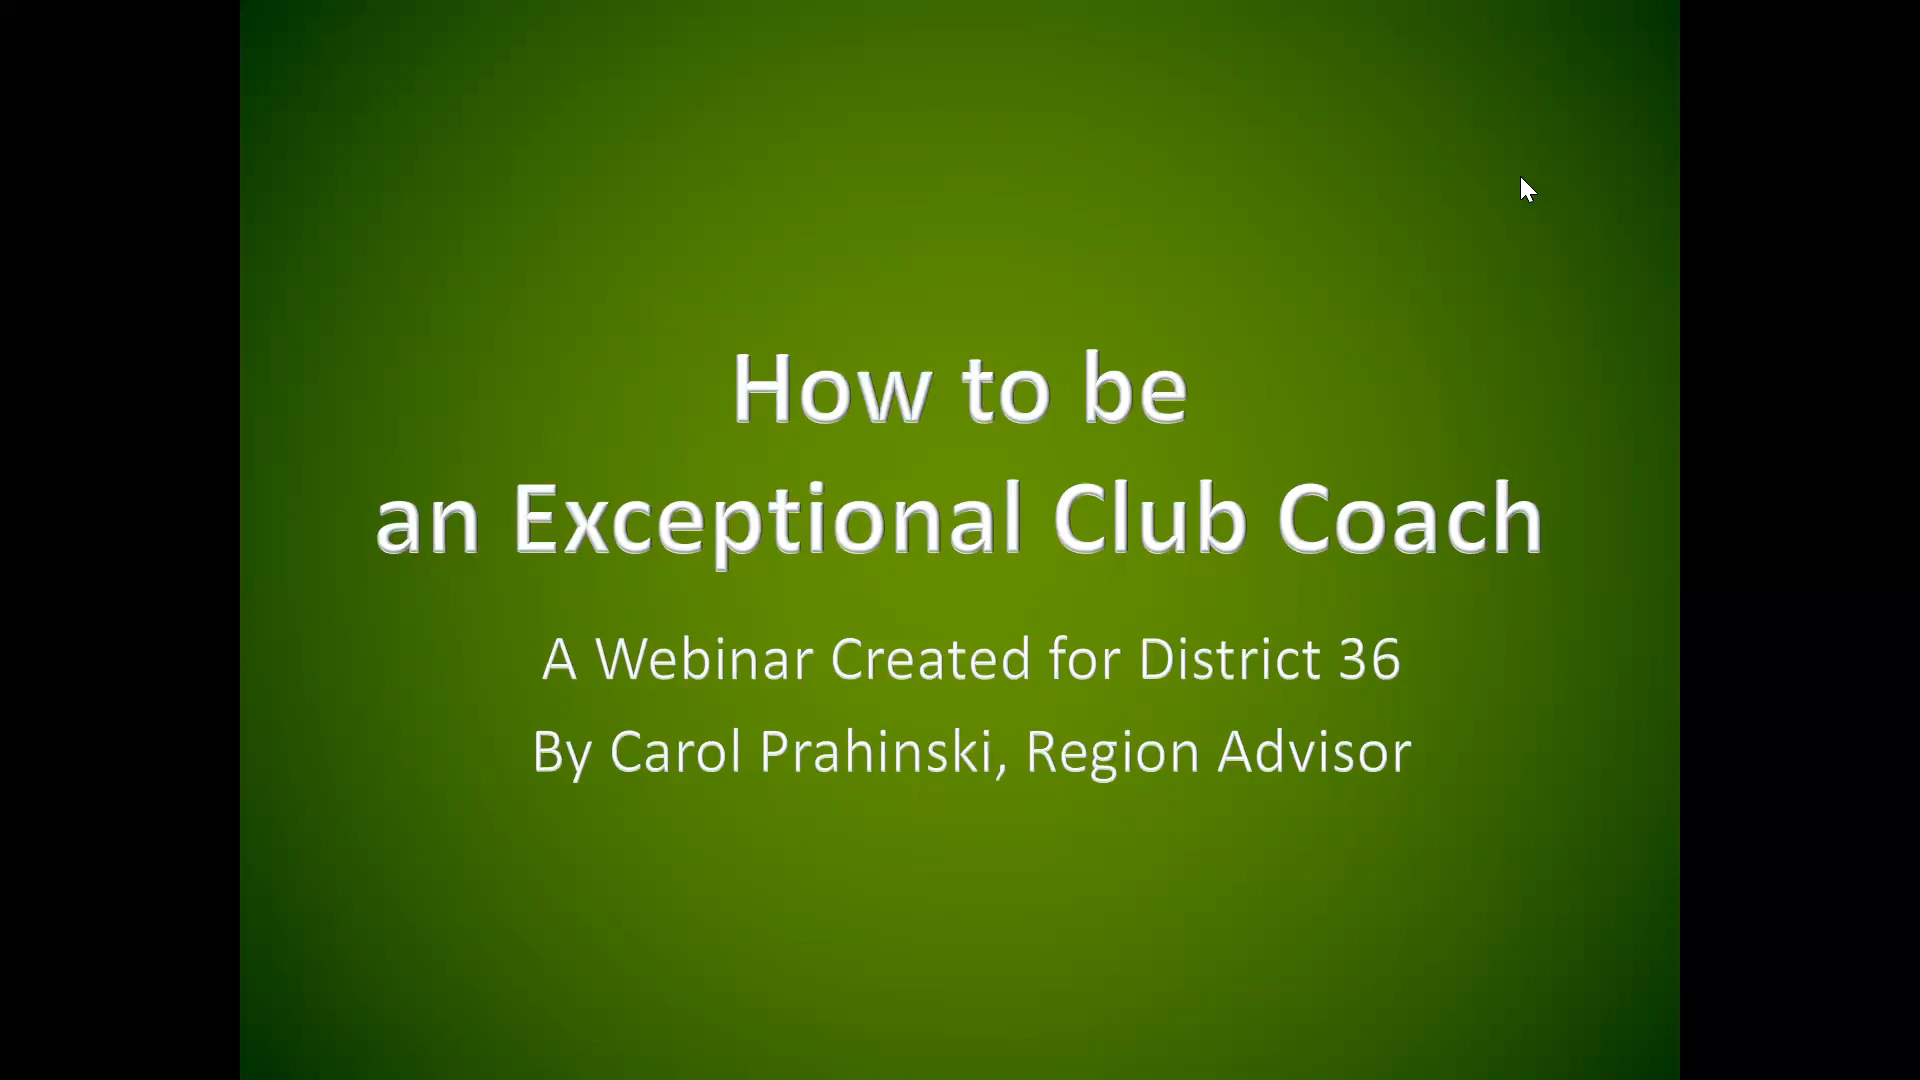 How to be
an Exceptional Club Coach
A Webinar Created for District 36
By Carol Prahinski, Region Advisor